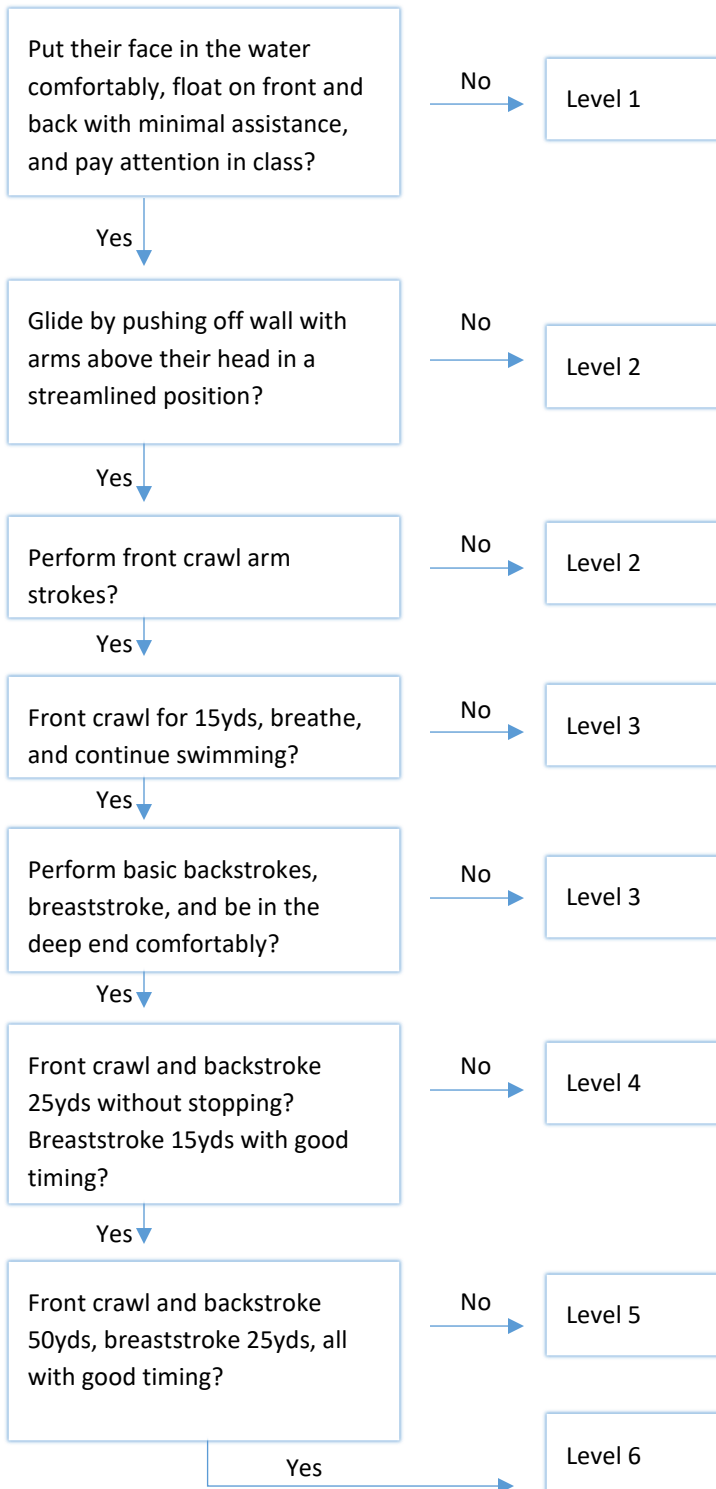 Put their face in the water
comfortably, float on front and
back with minimal assistance,
and pay attention in class?
No
Level 1
Yes
Glide by pushing off wall with
arms above their head in a
streamlined position?
No
Level 2
Yes
Perform front crawl arm
strokes?
No
Level 2
Yes
Front crawl for 15yds, breathe,
and continue swimming?
No
Level 3
Yes
Perform basic backstrokes,
breaststroke, and be in the
deep end comfortably?
No
Level 3
Yes
Front crawl and backstroke
25yds without stopping?
Breaststroke 15yds with good
timing?
No
Level 4
Yes
Front crawl and backstroke
50yds, breaststroke 25yds, all
with good timing?
No
Level 5
Yes
Level 6